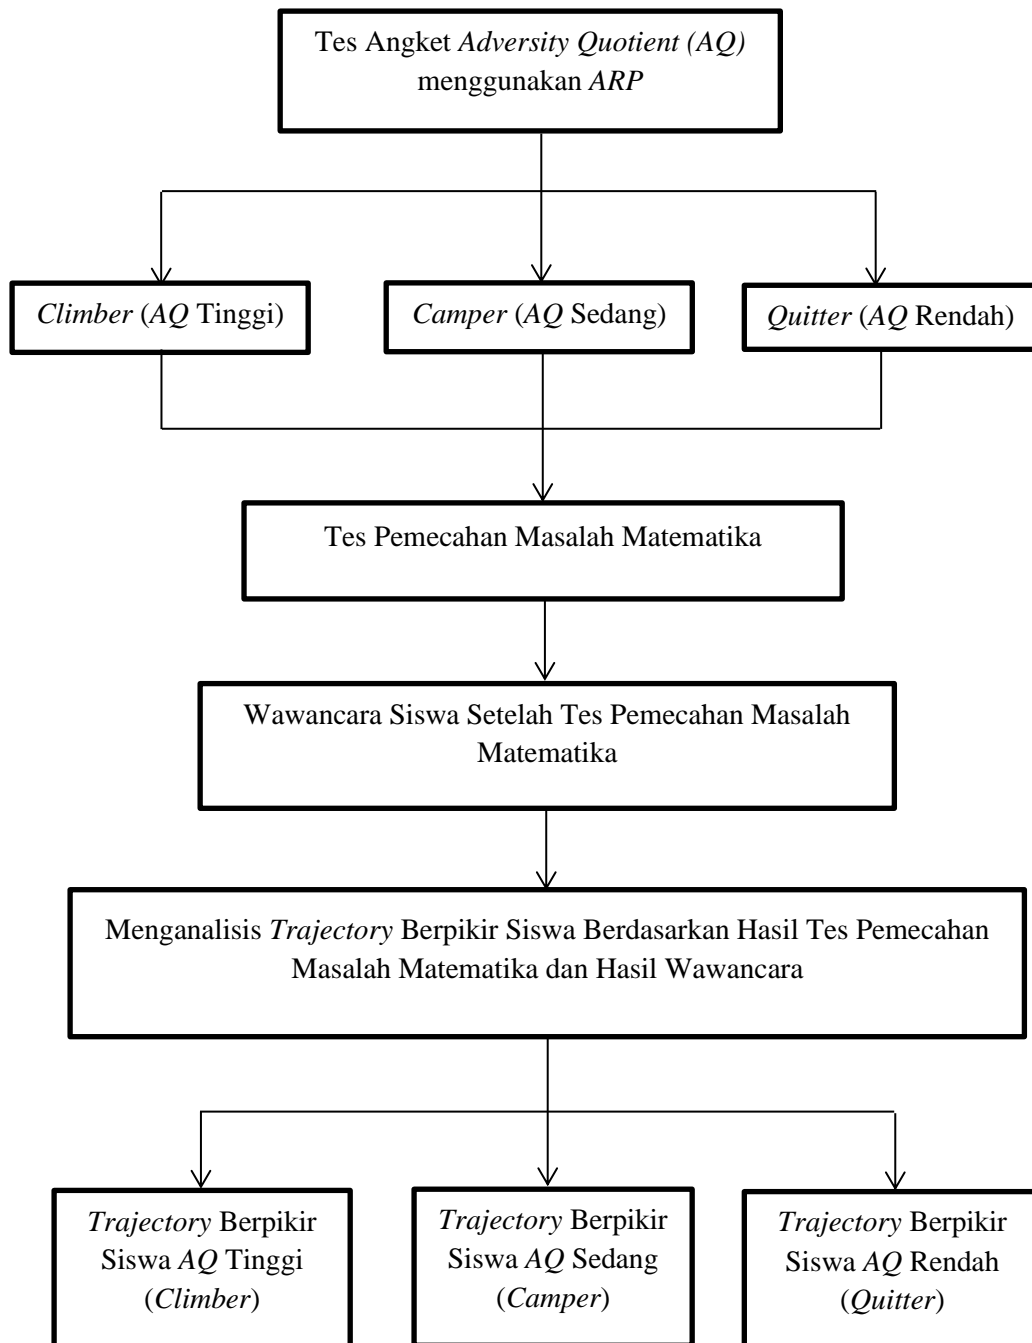 Tes Angket Adversity Quotient (AQ)
menggunakan ARP
Climber (AQ Tinggi)
Camper (AQ Sedang)
Quitter (AQ Rendah)
Tes Pemecahan Masalah Matematika
Wawancara Siswa Setelah Tes Pemecahan Masalah
Matematika
Menganalisis Trajectory Berpikir Siswa Berdasarkan Hasil Tes Pemecahan
Masalah Matematika dan Hasil Wawancara
Trajectory Berpikir
Siswa AQ Tinggi
(Climber)
Trajectory Berpikir
Siswa AQ Sedang
(Camper)
Trajectory Berpikir
Siswa AQ Rendah
(Quitter)